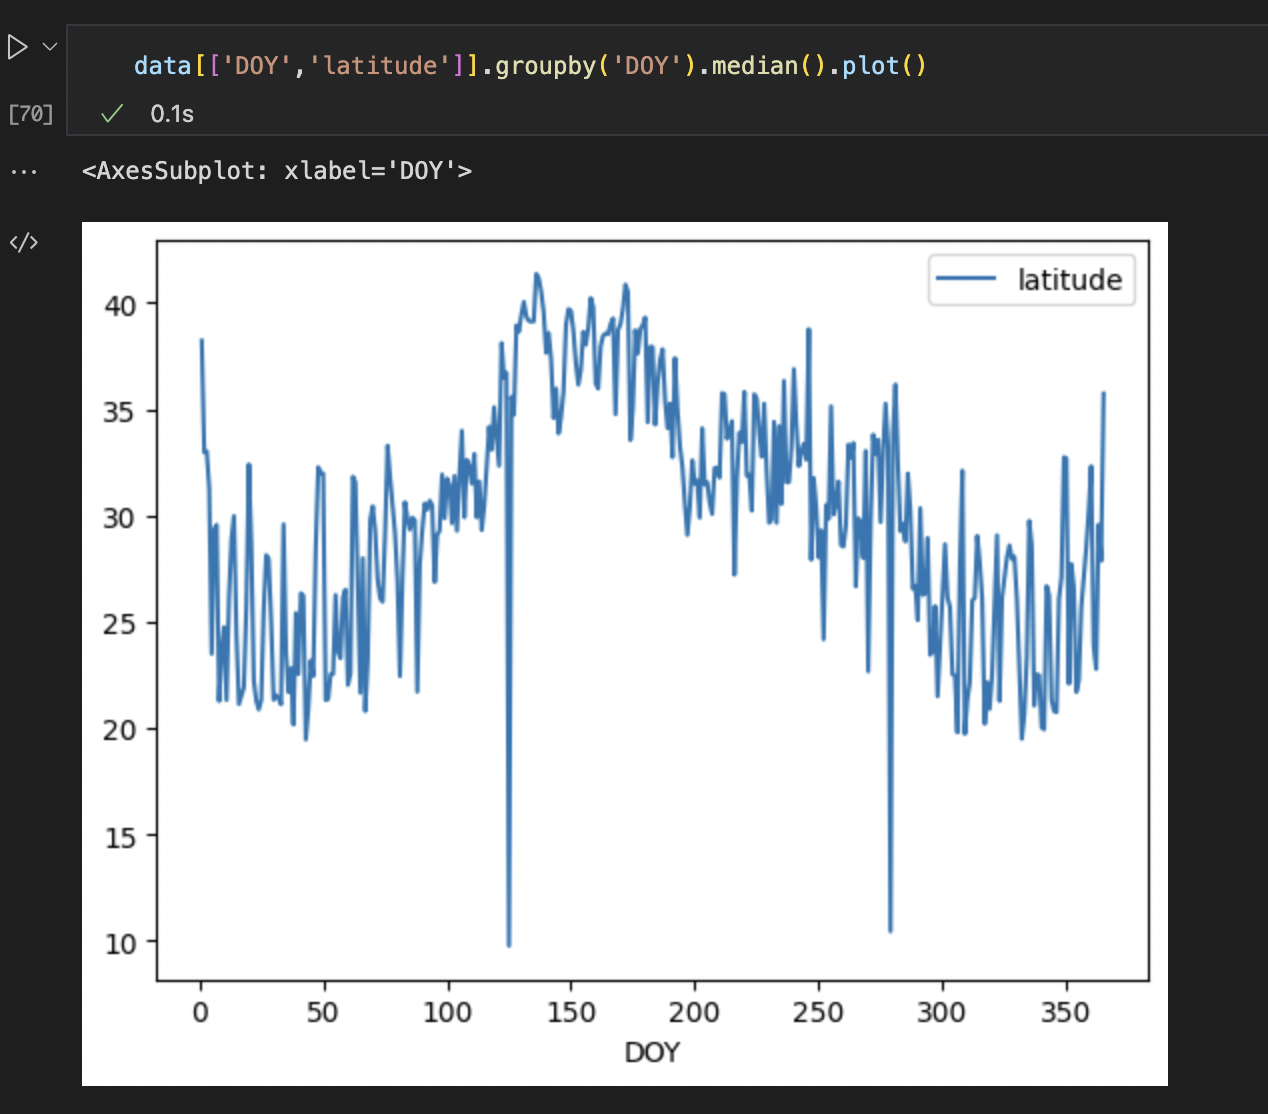 data[['DOY','latitude']].groupby('DOY').median().plot()
[70]
0.1s
<AxesSubplot: xlabel='DOY'>
latitude
40
35
30
25
20
15
10
0 50 100 150 200 250 300 350
DOY